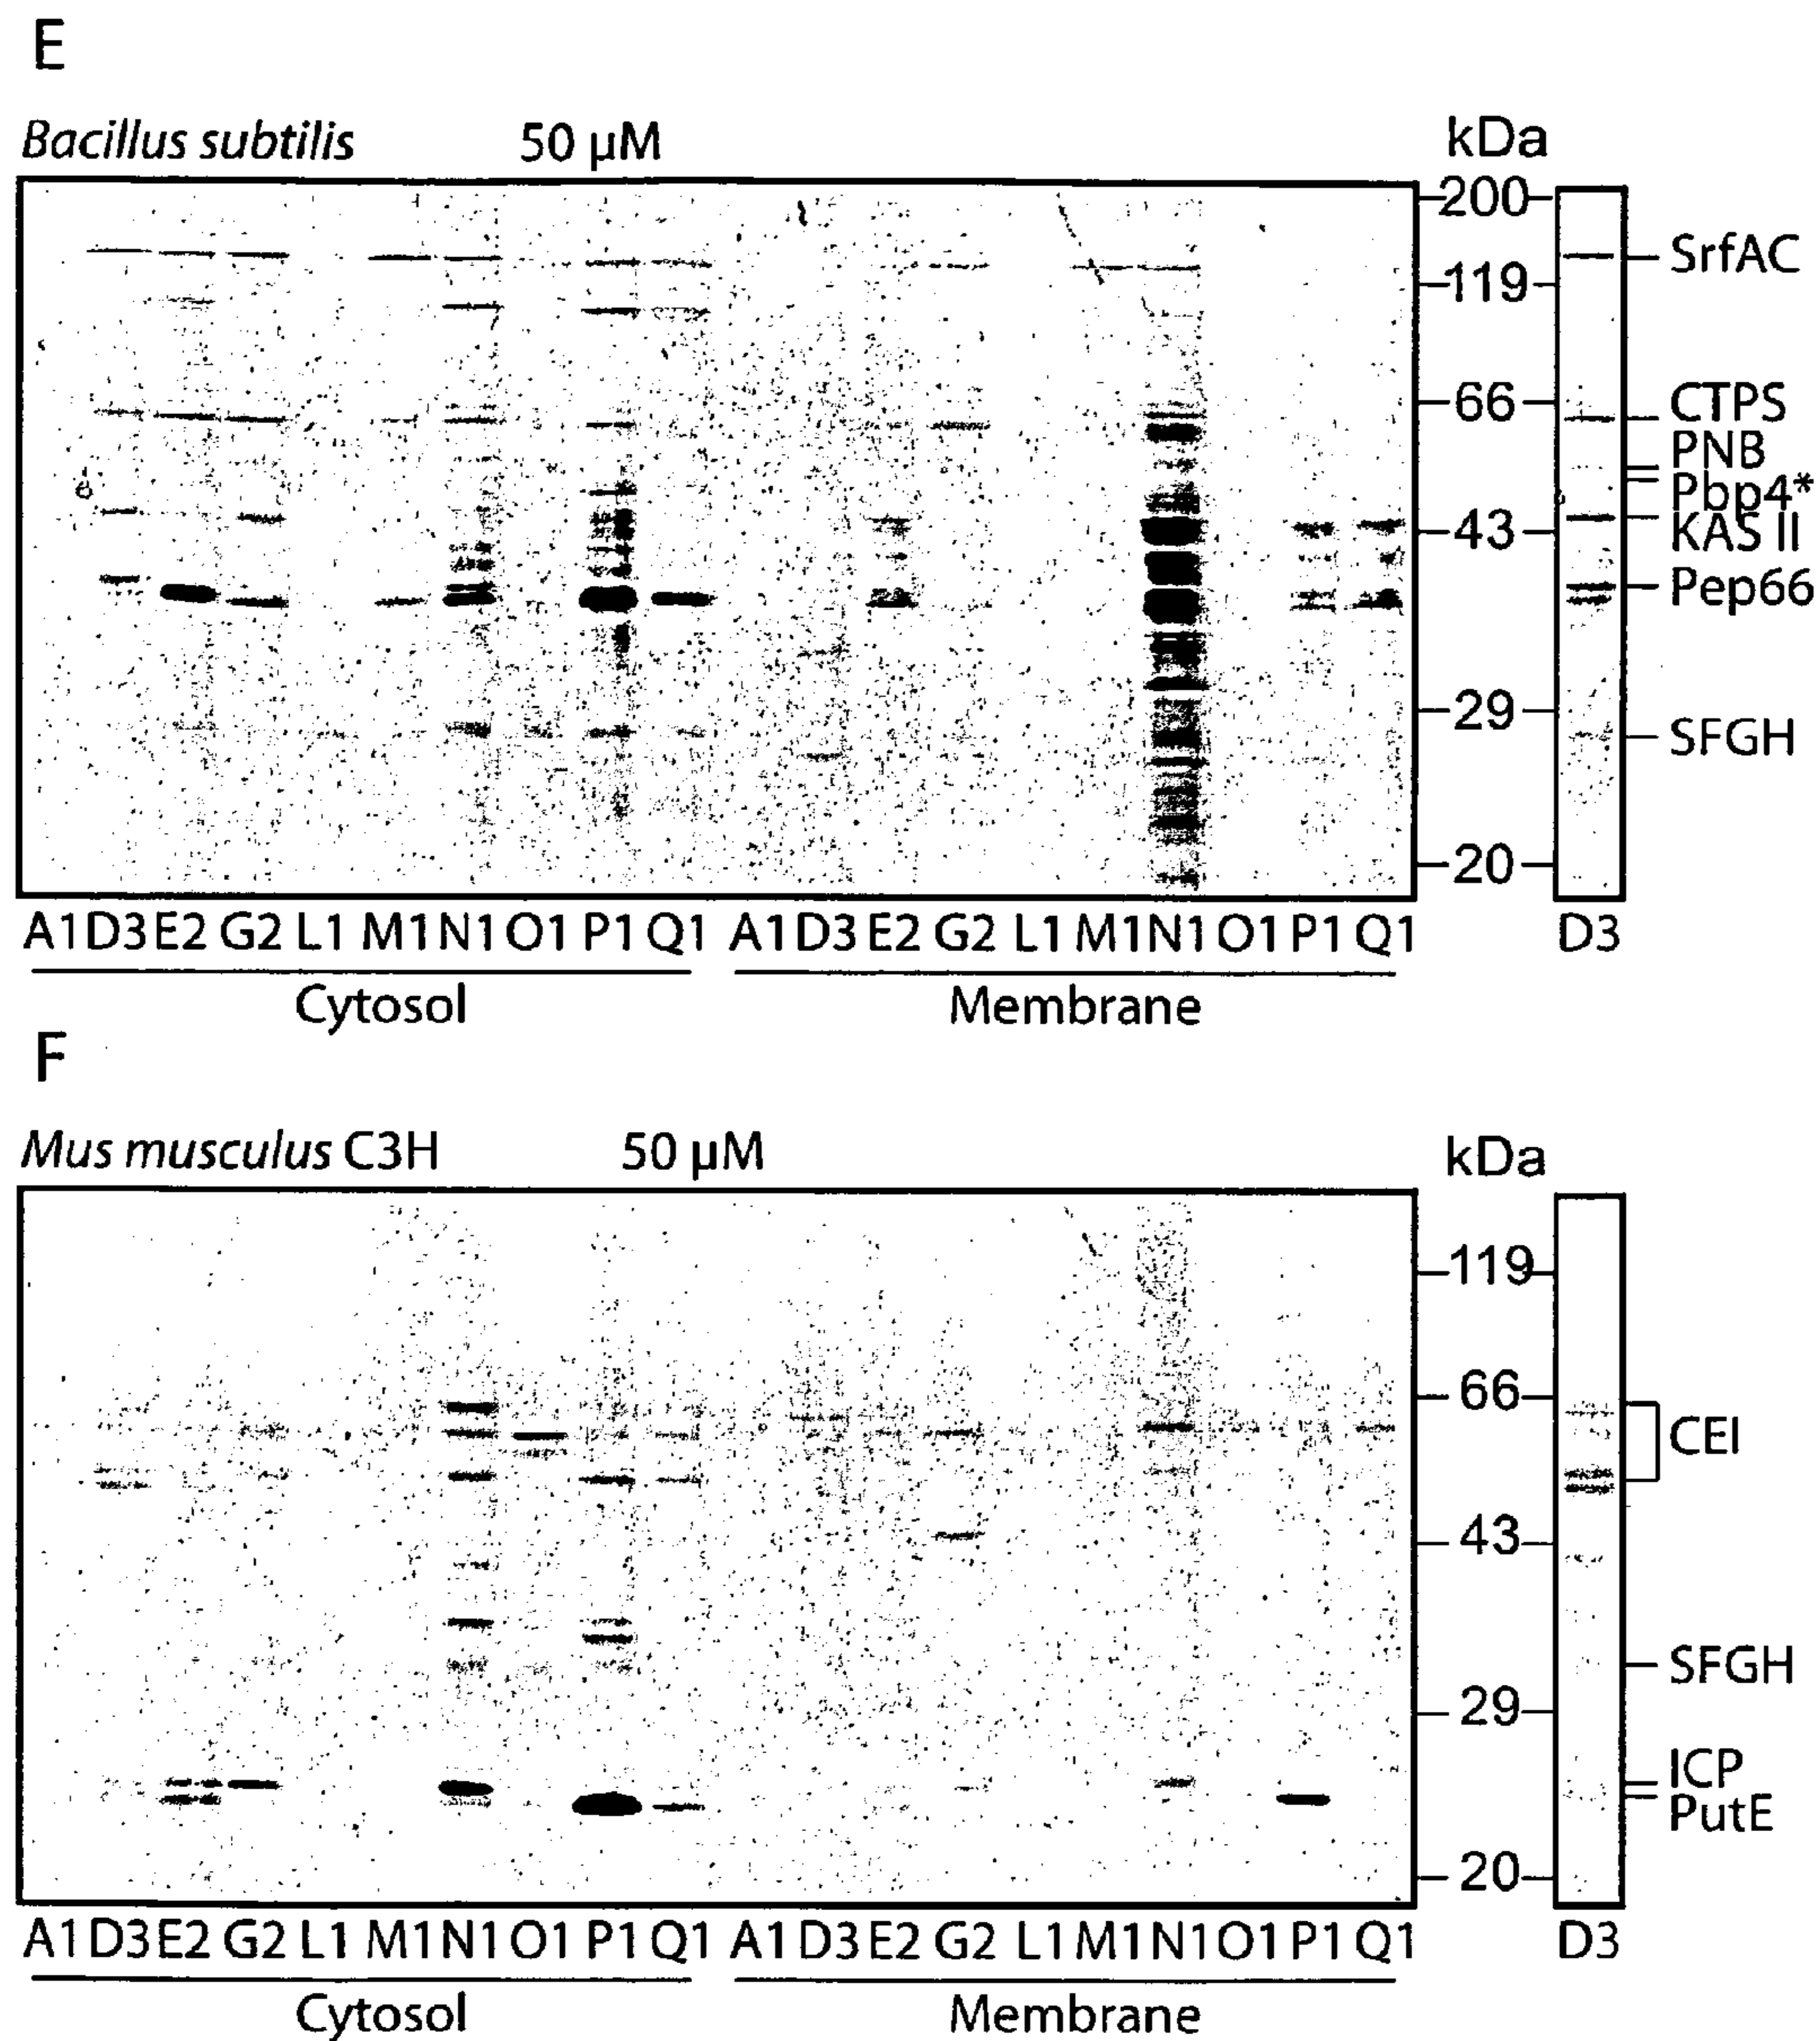 E
Bacillus subtilis 50 μM kDa
200
SrfAC
119
CTPS
66
PNB
Pbp4*
43
KAS II
Pep66
29
SFGH
20
A1 D3 E2 G2 L1 M1 N1 O1 P1 Q1 A1 D3 E2 G2 L1 M1 N1 O1 P1 Q1 D3
Cytosol Membrane
F
Mus musculus C3H 50 μM kDa
119
66
CEI
43
SFGH
29
ICP
PutE
20
A1 D3 E2 G2 L1 M1 N1 O1 P1 Q1 A1 D3 E2 G2 L1 M1 N1 O1 P1 Q1 D3
Cytosol Membrane